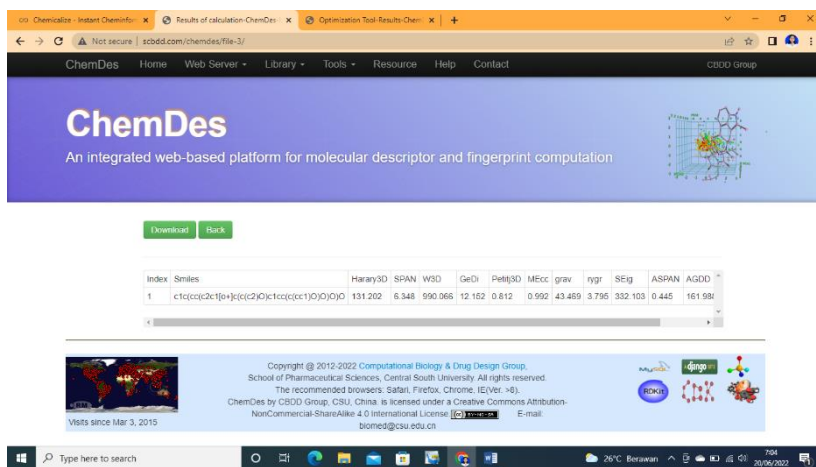 Chemicalize - Instant Cheminfor
Results of calculation-ChemDes
Optimization Tool-Results-Chem
Not secure | scbdd.com/chemdes/file-3/
ChemDes Home Web Server Library Tools Resource Help Contact CBDD Group
ChemDes
An integrated web-based platform for molecular descriptor and fingerprint computation
Download Back
Index Smiles Harary3D SPAN W3D GeDi Petitj3D MEcc grav rygr SEig ASPAN AGDD
1 c1c(cc(c2c1[o+]c(c(c2)O)c1cc(c(cc1)O)O)O)O 131.202 6.348 990.066 12.152 0.812 0.992 43.469 3.795 332.103 0.445 161.988
Copyright @ 2012-2022 Computational Biology & Drug Design Group,
School of Pharmaceutical Sciences, Central South University. All rights reserved.
The recommended browsers: Safari, Firefox, Chrome, IE(Ver. >8).
ChemDes by CBDD Group, CSU, China. is licensed under a Creative Commons Attribution-
NonCommercial-ShareAlike 4.0 International License. E-mail:
biomed@csu.edu.cn
Visits since Mar 3, 2015
MySQL django
RDKit
Type here to search
26°C Berawan
7:04
20/06/2022